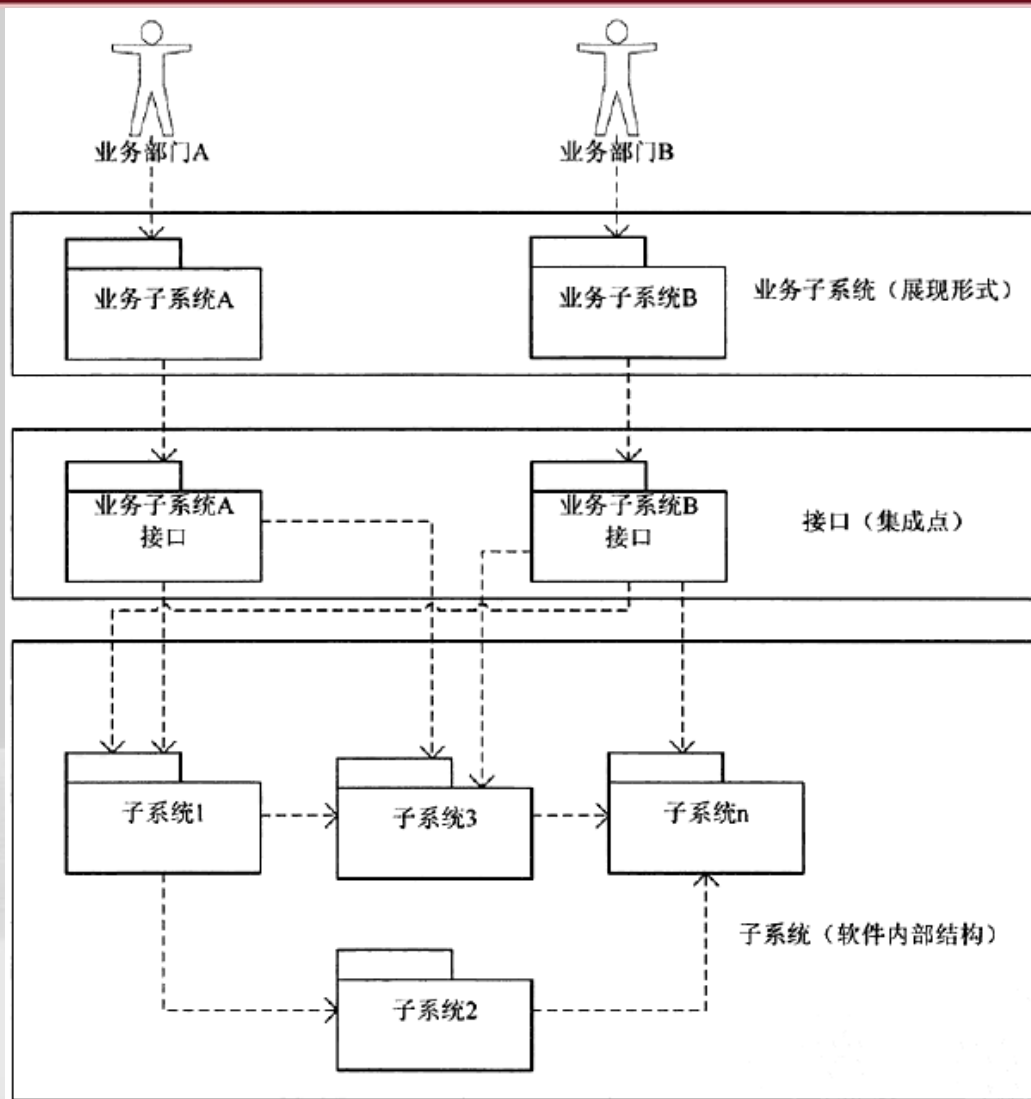 业务部门A
业务部门B
业务子系统A
业务子系统B
业务子系统（展现形式）
业务子系统A
接口
业务子系统B
接口
接口（集成点）
子系统1
子系统3
子系统n
子系统（软件内部结构）
子系统2